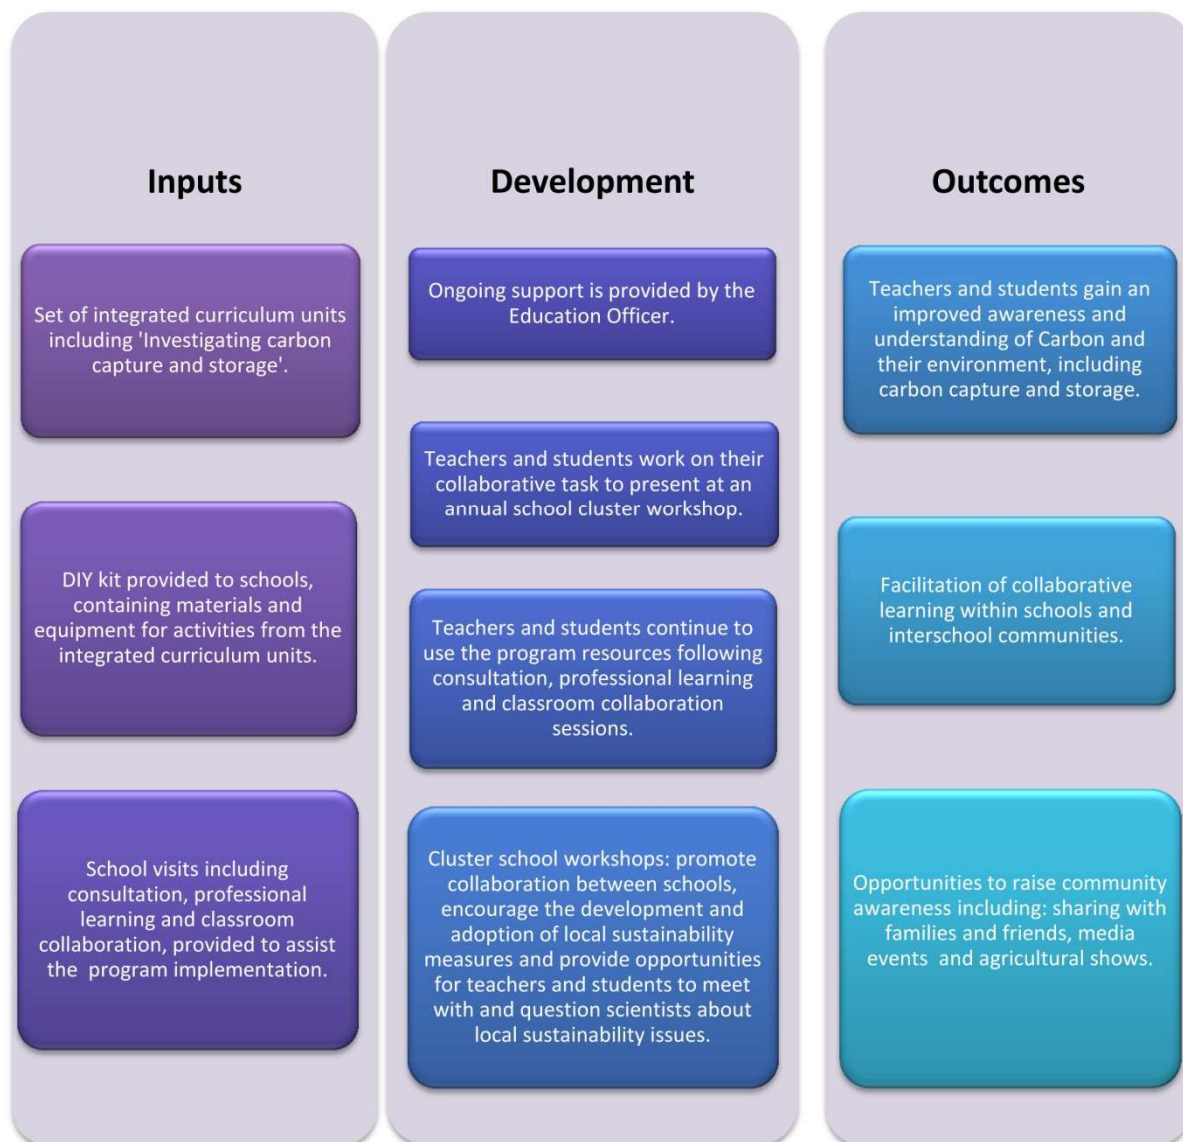 Inputs
Set of integrated curriculum units
including 'Investigating carbon
capture and storage'.
DIY kit provided to schools,
containing materials and
equipment for activities from the
integrated curriculum units.
School visits including
consultation, professional
learning and classroom
collaboration, provided to assist
the program implementation.
Development
Ongoing support is provided by the
Education Officer.
Teachers and students work on their
collaborative task to present at an
annual school cluster workshop.
Teachers and students continue to
use the program resources following
consultation, professional learning
and classroom collaboration
sessions.
Cluster school workshops: promote
collaboration between schools,
encourage the development and
adoption of local sustainability
measures and provide opportunities
for teachers and students to meet
with and question scientists about
local sustainability issues.
Outcomes
Teachers and students gain an
improved awareness and
understanding of Carbon and
their environment, including
carbon capture and storage.
Facilitation of collaborative
learning within schools and
interschool communities.
Opportunities to raise community
awareness including: sharing with
families and friends, media
events and agricultural shows.